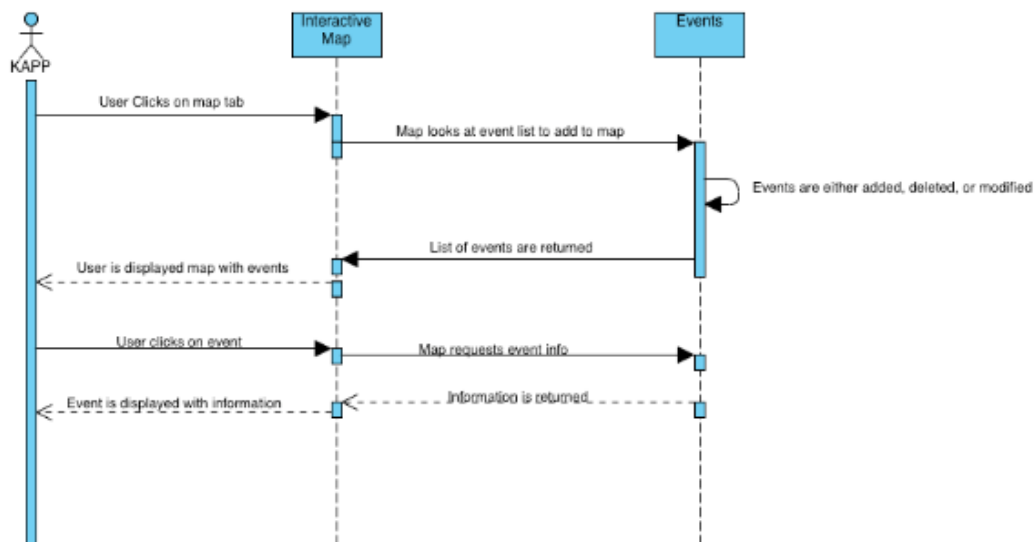 Interactive
Map
Events
KAPP
User Clicks on map tab
Map looks at event list to add to map
Events are either added, deleted, or modified
List of events are returned
User is displayed map with events
User clicks on event
Map requests event info
Information is returned
Event is displayed with information